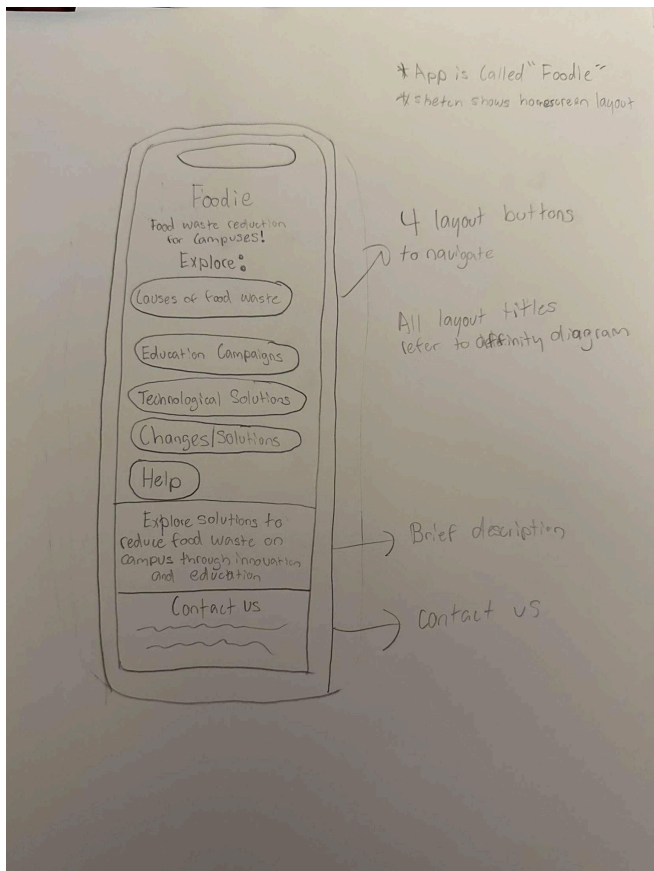 *App is called "Foodie"
*Sketch shows homescreen layout
Foodie
Food waste reduction
for Campuses!
Explore:
Causes of food waste
Education Campaigns
Technological Solutions
Changes/Solutions
Help
Explore solutions to
reduce food waste on
campus through innovation
and education
Contact us
4 layout buttons
to navigate
All layout titles
refer to affinity diagram
Brief description
Contact us